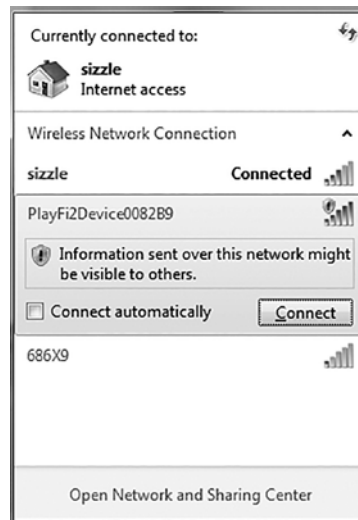 Currently connected to:
sizzle
Internet access
Wireless Network Connection
sizzle Connected
PlayFi2Device0082B9
Information sent over this network might
be visible to others.
Connect automatically Connect
686X9
Open Network and Sharing Center